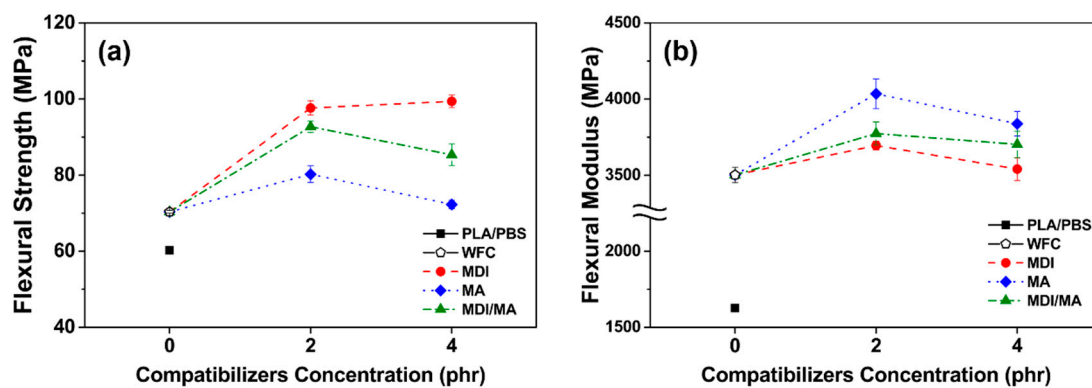 (a)
Flexural Strength (MPa)
120
100
80
60
40
PLA/PBS
WFC
MDI
MA
MDI/MA
0 2 4
Compatibilizers Concentration (phr)
(b)
Flexural Modulus (MPa)
4500
4000
3500
2000
1500
PLA/PBS
WFC
MDI
MA
MDI/MA
0 2 4
Compatibilizers Concentration (phr)